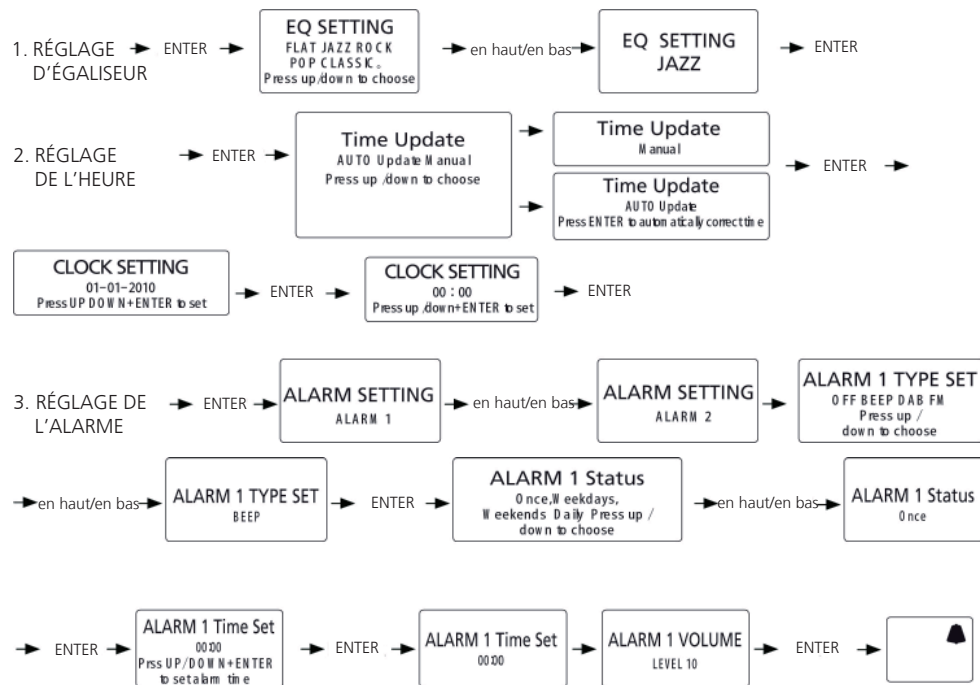 1. RÉGLAGE D'ÉGALISEUR
ENTER
EQ SETTING
FLAT JAZZ ROCK
POP CLASSIC。
Press up/down to choose
en haut/en bas
EQ SETTING
JAZZ
ENTER
2. RÉGLAGE DE L'HEURE
ENTER
Time Update
AUTO Update Manual
Press up /down to choose
Time Update
Manual
Time Update
AUTO Update
Press ENTER to automatically correct time
ENTER
CLOCK SETTING
01-01-2010
Press UP DOWN+ENTER to set
ENTER
CLOCK SETTING
00 : 00
Press up /down+ENTER to set
ENTER
3. RÉGLAGE DE L'ALARME
ENTER
ALARM SETTING
ALARM 1
en haut/en bas
ALARM SETTING
ALARM 2
ALARM 1 TYPE SET
OFF BEEP DAB FM
Press up /
down to choose
en haut/en bas
ALARM 1 TYPE SET
BEEP
ENTER
ALARM 1 Status
Once,Weekdays,
Weekends Daily Press up /
down to choose
en haut/en bas
ALARM 1 Status
Once
ENTER
ALARM 1 Time Set
00:00
Prss UP/DOWN+ENTER
to set alarm time
ENTER
ALARM 1 Time Set
00:00
ALARM 1 VOLUME
LEVEL 10
ENTER